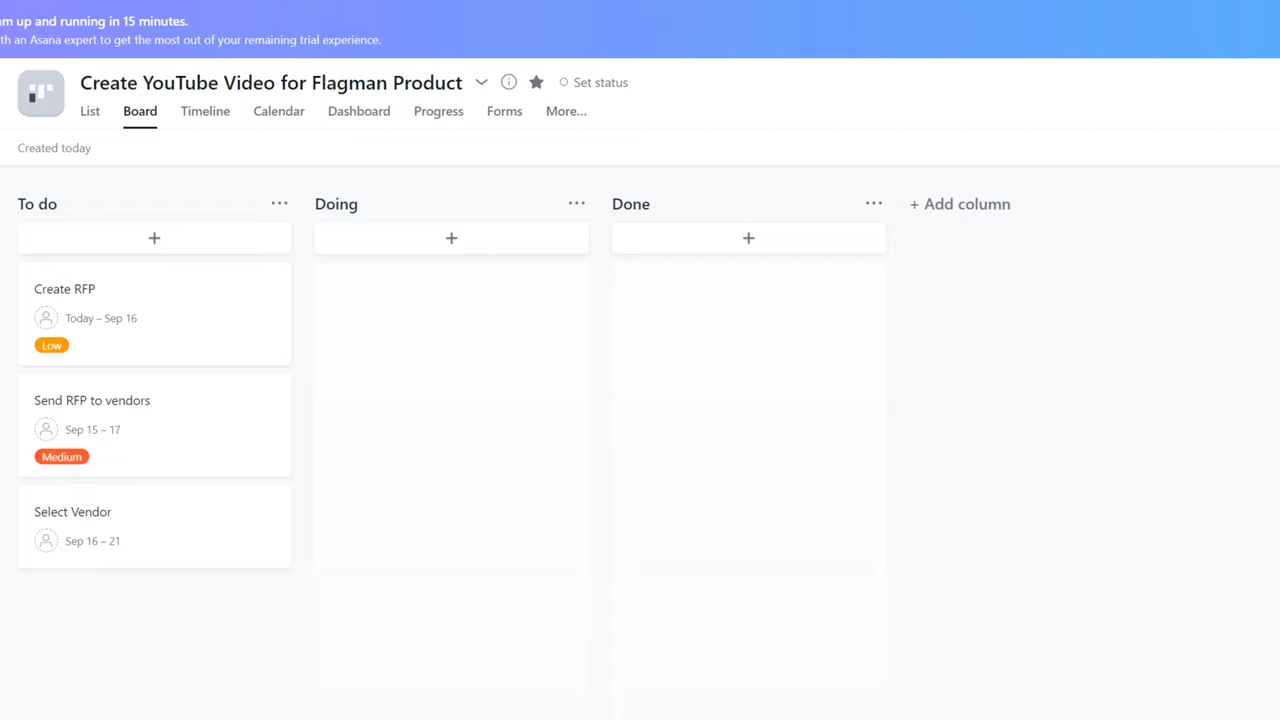 up and running in 15 minutes.
an Asana expert to get the most out of your remaining trial experience.
Create YouTube Video for Flagman Product
Set status
List Board Timeline Calendar Dashboard Progress Forms More...
Created today
To do ... Doing ... Done ... + Add column
+ + +
Create RFP
Today – Sep 16
Low
Send RFP to vendors
Sep 15 – 17
Medium
Select Vendor
Sep 16 – 21